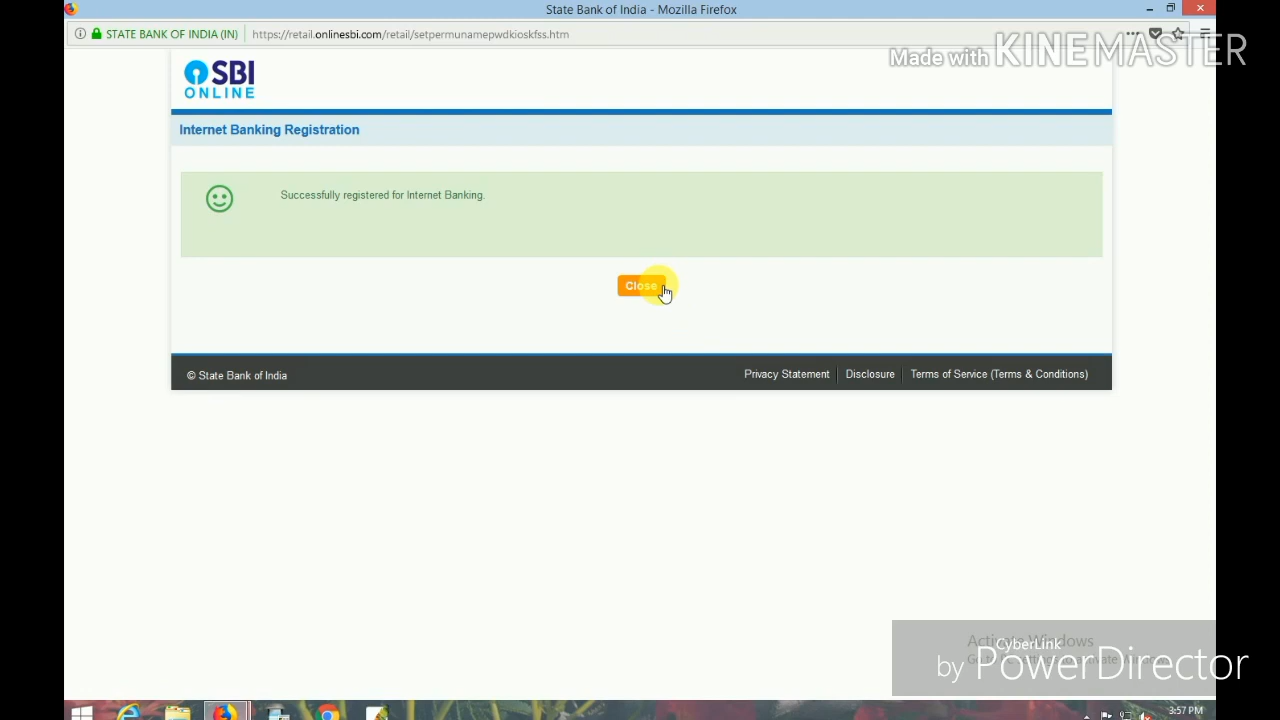 State Bank of India - Mozilla Firefox
STATE BANK OF INDIA (IN)
https://retail.onlinesbi.com/retail/setpermunamepwdkioskfss.htm
Made with KINEMASTER
SBI
ONLINE
Internet Banking Registration
Successfully registered for Internet Banking.
Close
© State Bank of India
Privacy Statement
Disclosure
Terms of Service (Terms & Conditions)
Activate Windows
CyberLink
by PowerDirector
3:57 PM